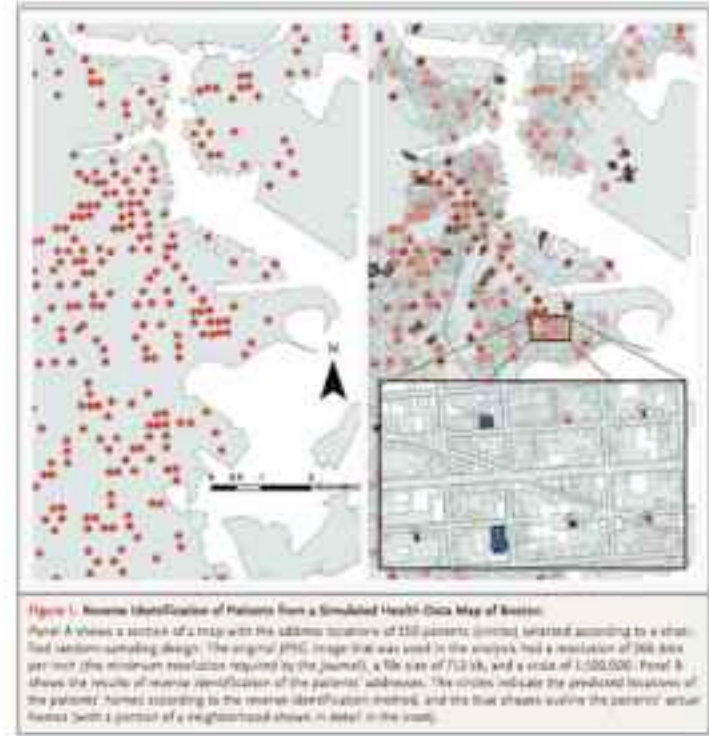 A
N
Figure 1. Reverse Identification of Patients from a Simulated Health Data Map of Boston.
Panel A shows a section of a map with the address locations of 550 patients (circles) selected according to a strati-
fied random-sampling design. The original JPEG image that was used in the analysis had a resolution of
per inch (the minimum resolution required by the Journal), a file size of 712 kb, and a scale of 1:100,000. Panel B
shows the results of reverse identification of the patients' addresses. The circles indicate the predicted locations of
the patients' homes according to the reverse identification method, and the blue shapes outline the patients' actual
homes (with a portion of a neighborhood shown in detail in the inset).